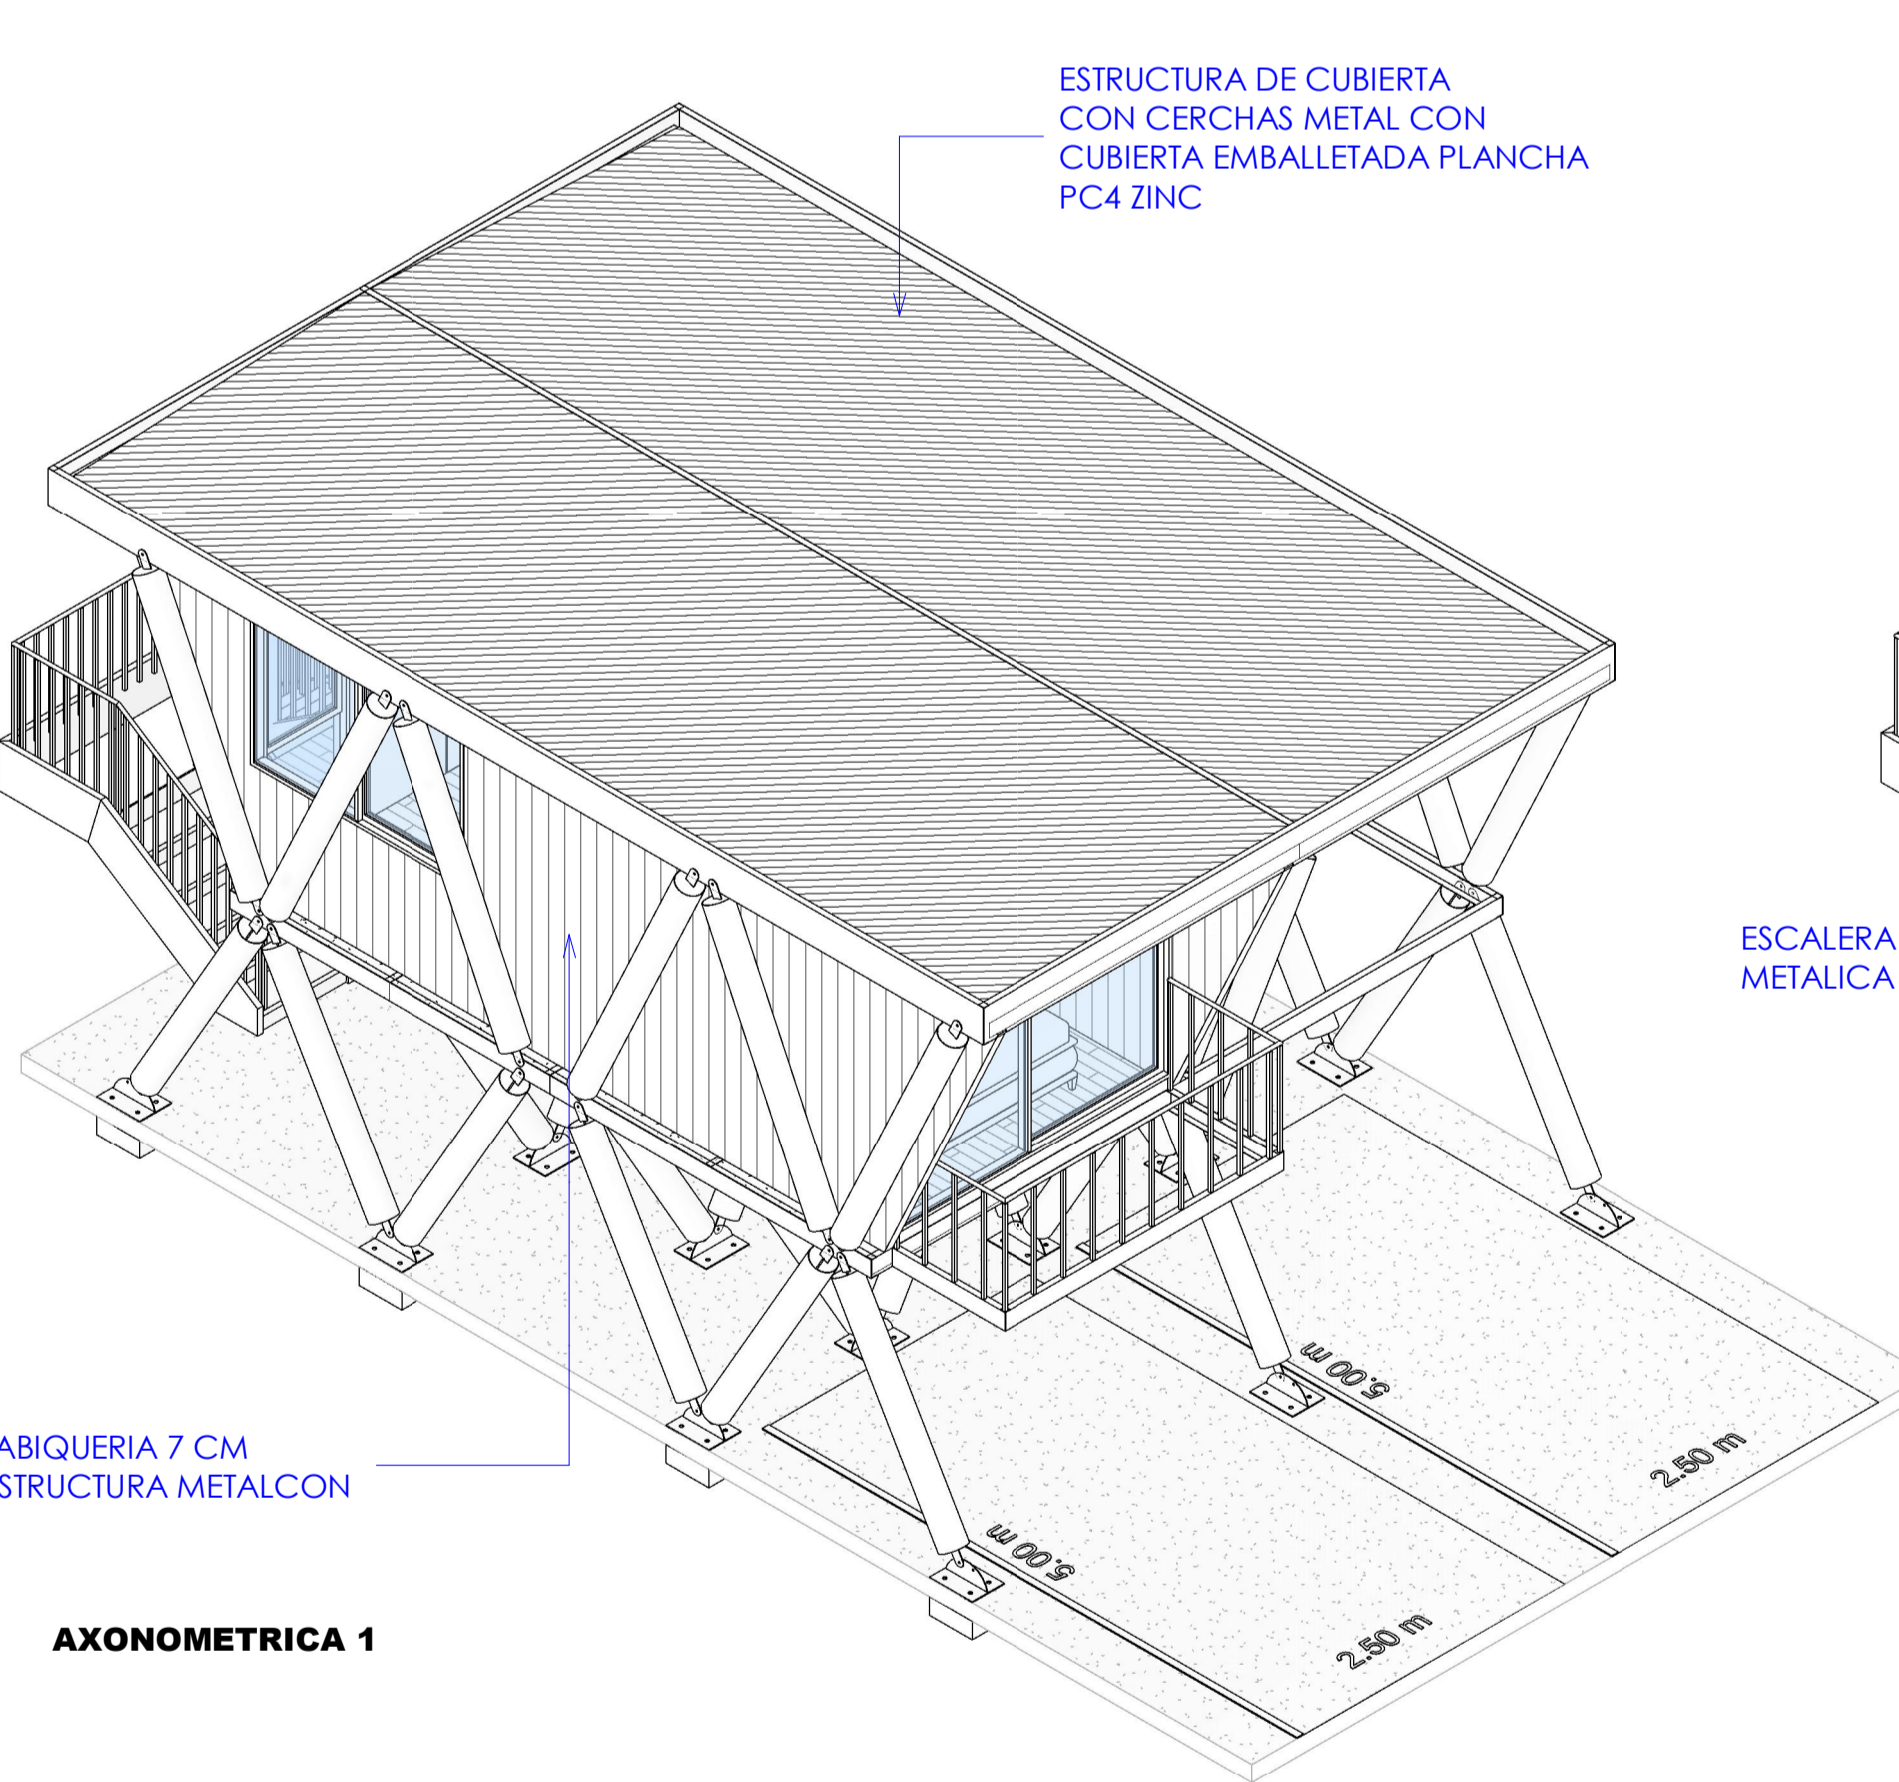 ESTRUCTURA DE CUBIERTA
CON CERCHAS METAL CON
CUBIERTA EMBALLETADA PLANCHA
PC4 ZINC
ESCALERA
METALICA
ABIQUERIA 7 CM
STRUCTURA METALCON
5.00 m
2.50 m
5.00 m
2.50 m
AXONOMETRICA 1